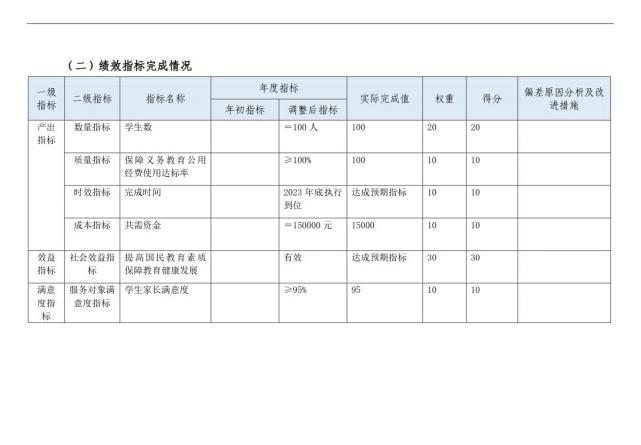 （二）绩效指标完成情况
一级指标 二级指标 指标名称 年度指标 实际完成值 权重 得分 偏差原因分析及改进措施
年初指标 调整后指标
产出指标 数量指标 学生数 ＝100 人 100 20 20
质量指标 保障义务教育公用经费使用达标率 ≥100% 100 10 10
时效指标 完成时间 2023 年底执行到位 达成预期指标 10 10
成本指标 共需资金 ＝150000 元 15000 10 10
效益指标 社会效益指标 提高国民教育素质保障教育健康发展 有效 达成预期指标 30 30
满意度指标 服务对象满意度指标 学生家长满意度 ≥95% 95 10 10